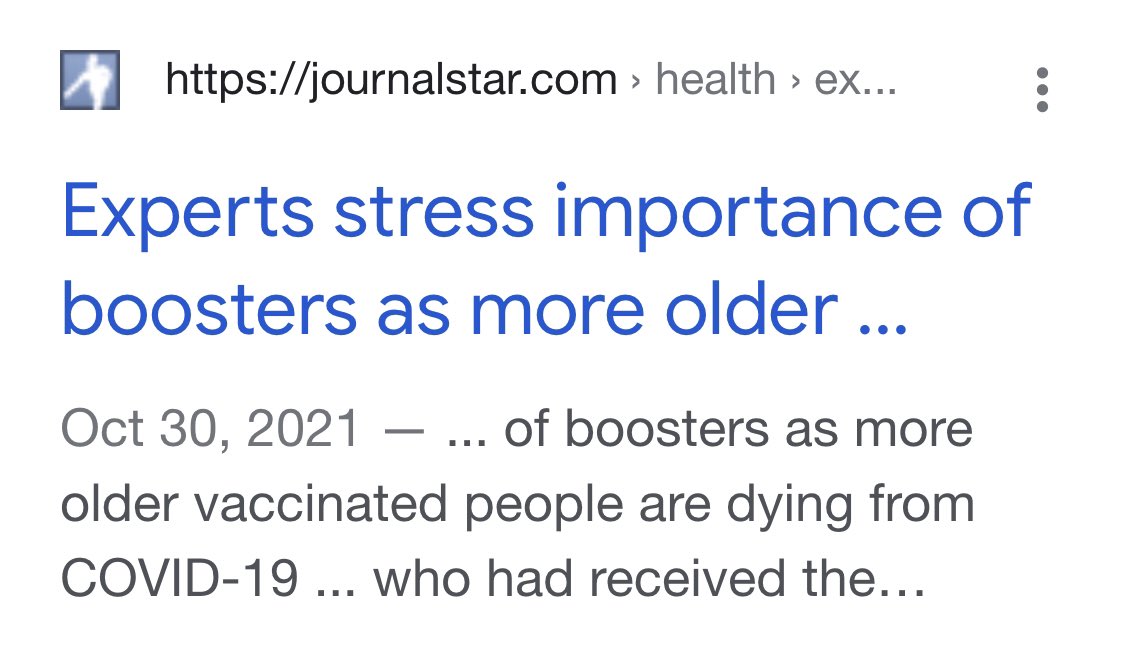 https://journalstar.com › health › ex...
Experts stress importance of
boosters as more older ...
Oct 30, 2021 — ... of boosters as more
older vaccinated people are dying from
COVID-19 ... who had received the...